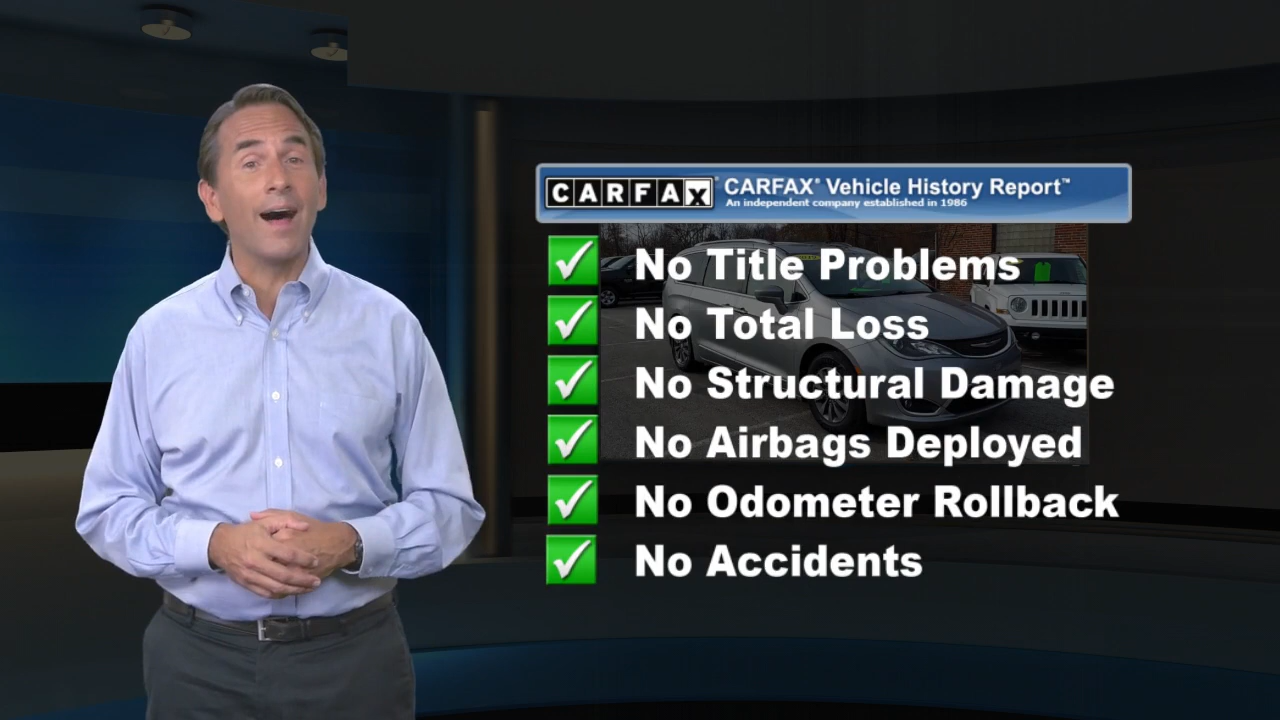 CARFAX® CARFAX® Vehicle History Report™
An independent company established in 1986
No Title Problems
No Total Loss
No Structural Damage
No Airbags Deployed
No Odometer Rollback
No Accidents